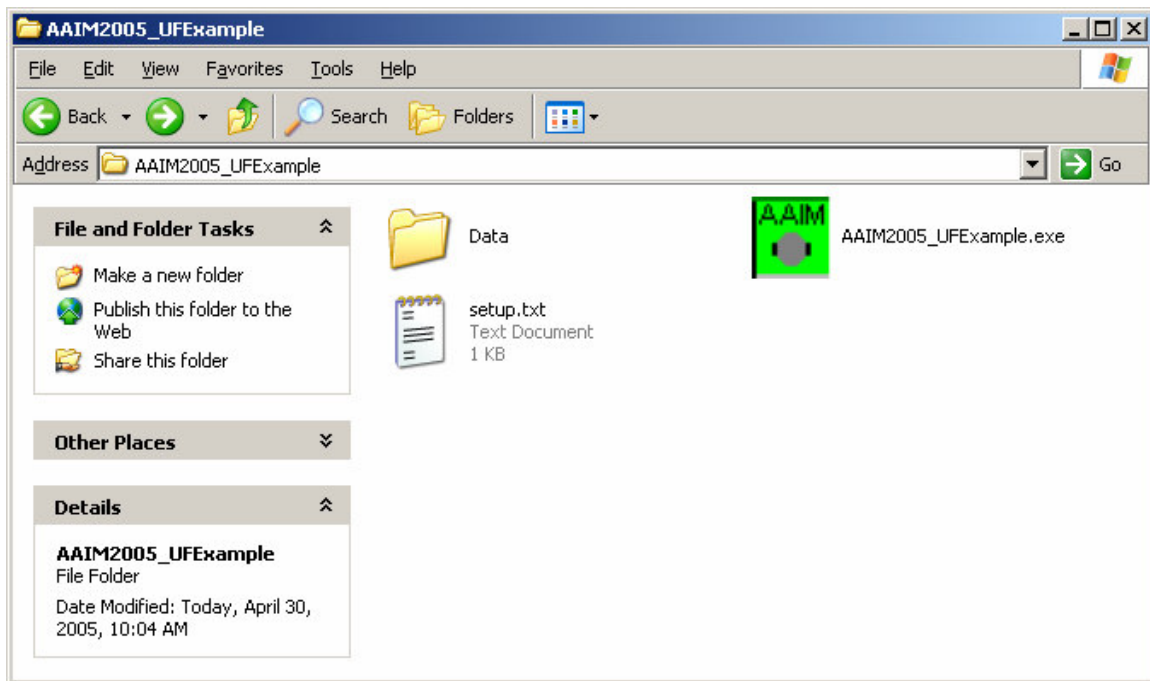 AAIM2005_UFExample
File Edit View Favorites Tools Help
Back Search Folders
Address AAIM2005_UFExample Go
File and Folder Tasks
Make a new folder
Publish this folder to the
Web
Share this folder
Other Places
Details
AAIM2005_UFExample
File Folder
Date Modified: Today, April 30,
2005, 10:04 AM
Data
AAIM
AAIM2005_UFExample.exe
setup.txt
Text Document
1 KB